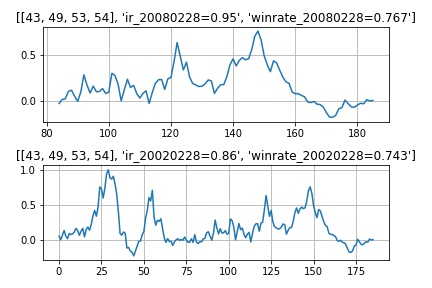 [[43, 49, 53, 54], 'ir_20080228=0.95', 'winrate_20080228=0.767']
0.5
0.0
80 100 120 140 160 180
[[43, 49, 53, 54], 'ir_20020228=0.86', 'winrate_20020228=0.743']
1.0
0.5
0.0
0 25 50 75 100 125 150 175